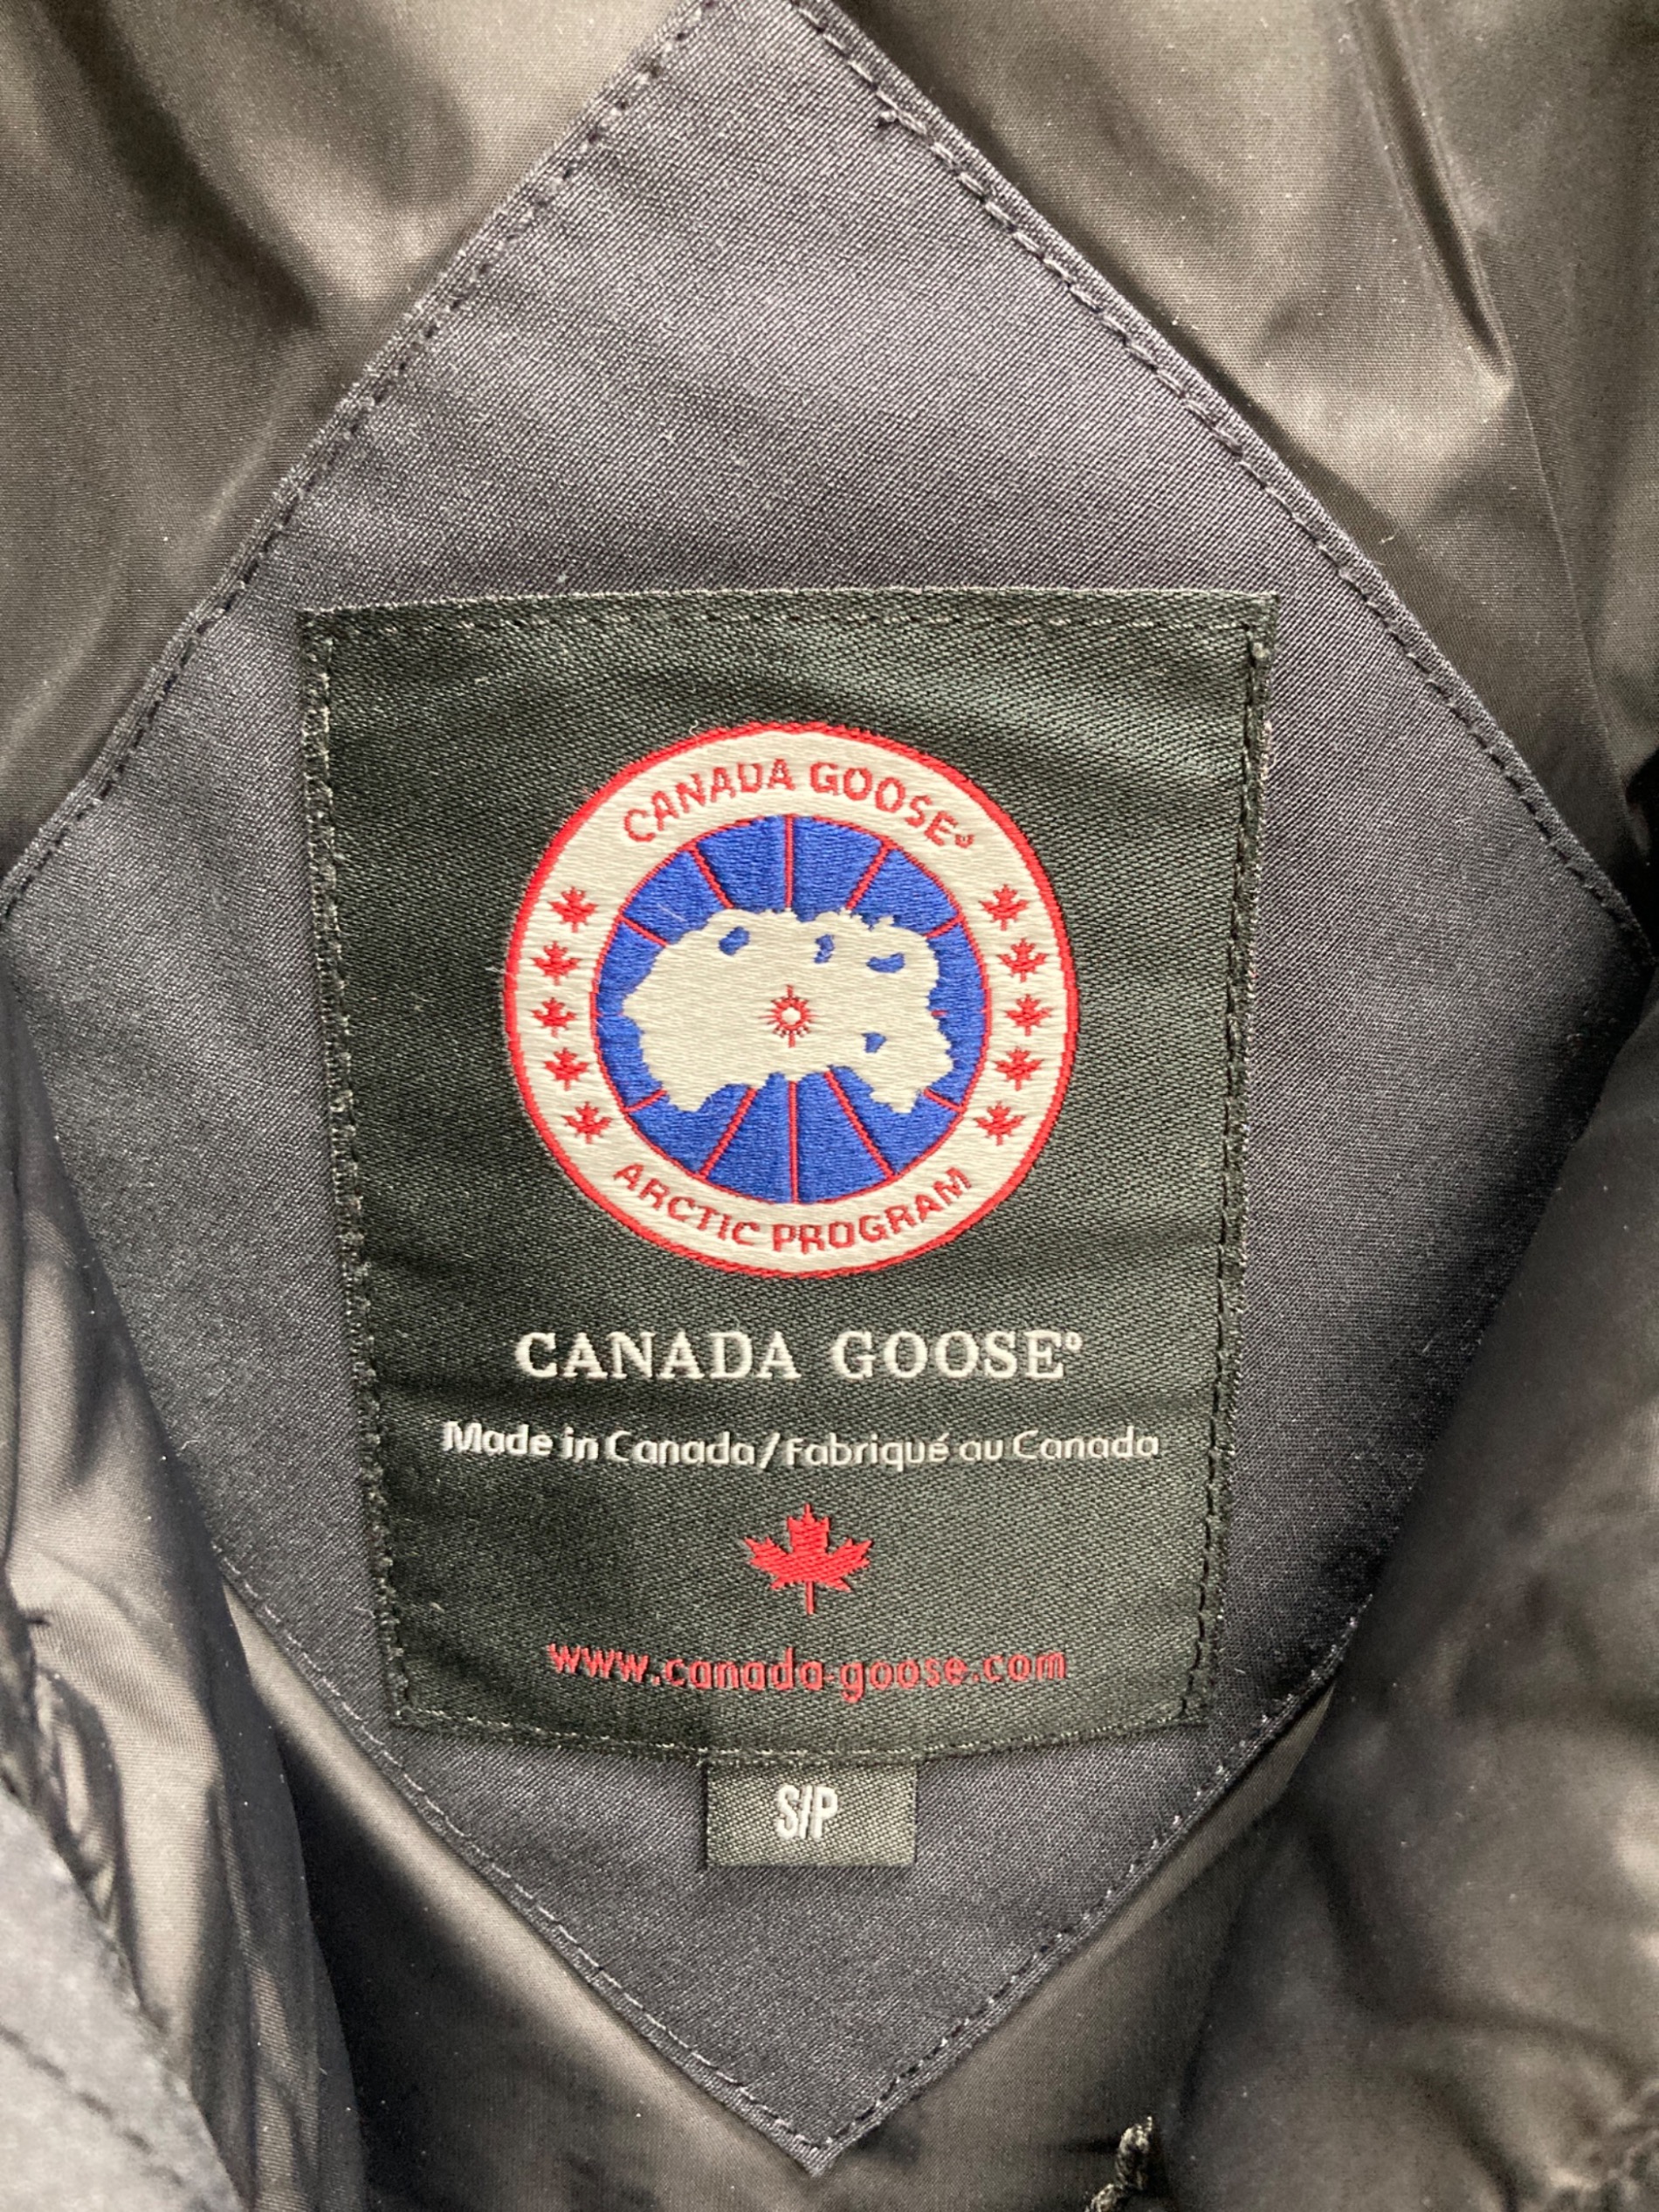 CANADA GOOSE®
ARCTIC PROGRAM
CANADA GOOSE®
Made in Canada/Fabriqué au Canada
www.canada-goose.com
S/P